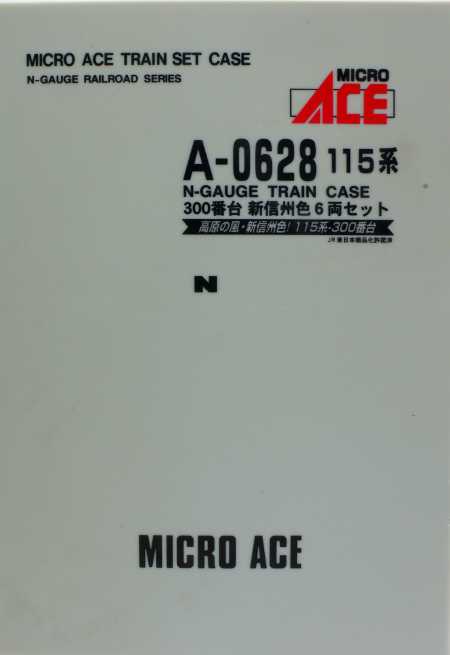 MICRO ACE TRAIN SET CASE
N-GAUGE RAILROAD SERIES
MICRO
ACE
A-0628 115系
N-GAUGE TRAIN CASE
300番台 新信州色6両セット
高原の風・新信州色! 115系-300番台
JR東日本商品化許諾済
N
MICRO ACE